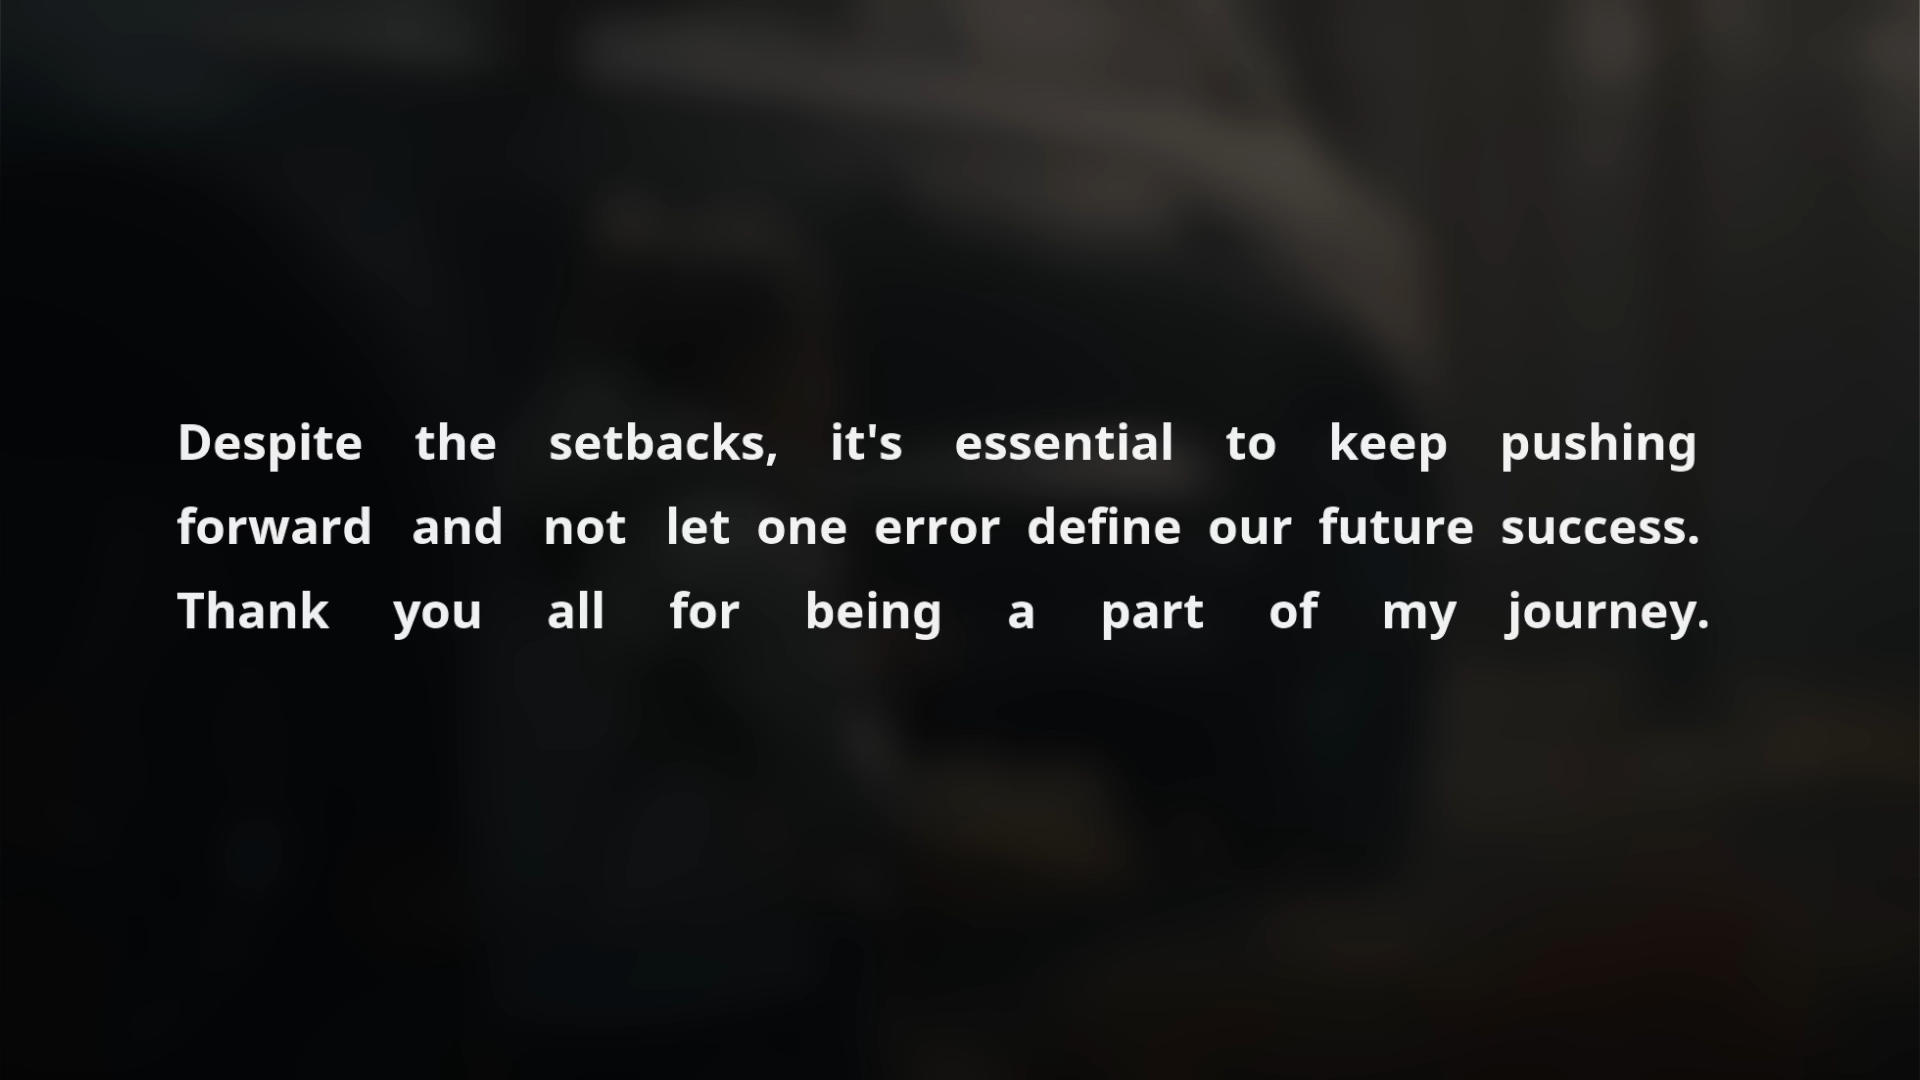 Despite the setbacks, it's essential to keep pushing
forward and not let one error define our future success.
Thank you all for being a part of my journey.